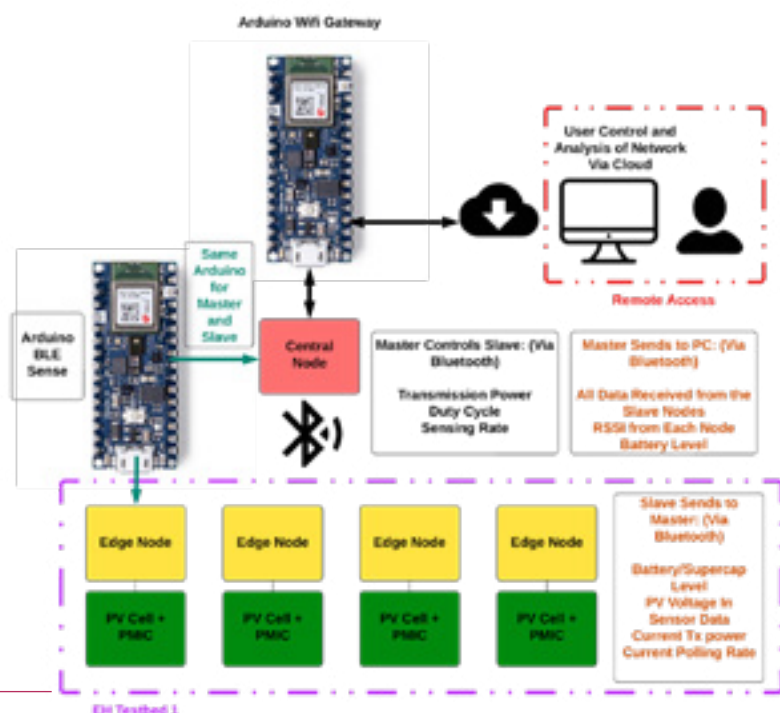 Arduino Wifi Gateway
User Control and
Analysis of Network
Via Cloud
Remote Access
Same
Arduino
for
Master
and
Slave
Arduino
BLE
Sense
Central
Node
Master Controls Slave: (Via
Bluetooth)
Transmission Power
Duty Cycle
Sensing Rate
Master Sends to PC: (Via
Bluetooth)
All Data Received from the
Slave Nodes
RSSI from Each Node
Battery Level
Edge Node
Edge Node
Edge Node
Edge Node
PV Cell +
PMIC
PV Cell +
PMIC
PV Cell +
PMIC
PV Cell +
PMIC
Slave Sends to
Master: (Via
Bluetooth)
Battery/Supercap
Level
PV Voltage In
Sensor Data
Current Tx power
Current Polling Rate
EH Testbed 1